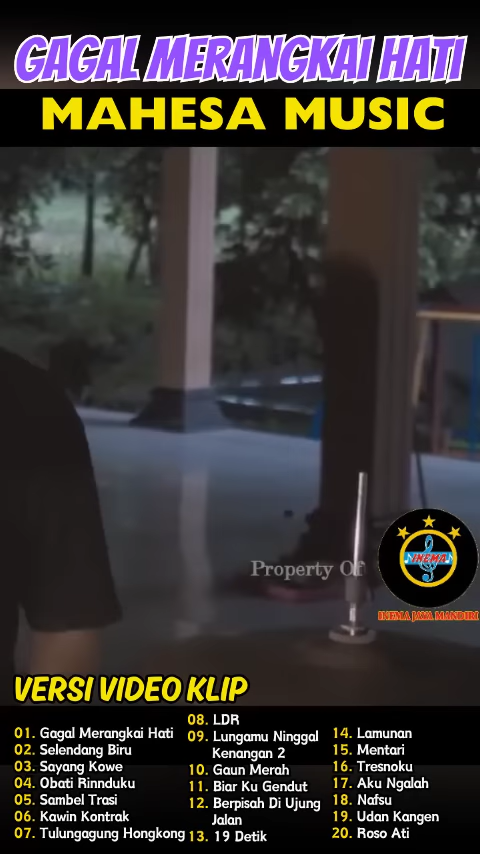 GAGAL MERANGKAI HATI
MAHESA MUSIC
Property Of
INEMA
INEMA JAYA MANDIRI
VERSI VIDEO KLIP
01. Gagal Merangkai Hati
02. Selendang Biru
03. Sayang Kowe
04. Obati Rinnduku
05. Sambel Trasi
06. Kawin Kontrak
07. Tulungagung Hongkong
08. LDR
09. Lungamu Ninggal
Kenangan 2
10. Gaun Merah
11. Biar Ku Gendut
12. Berpisah Di Ujung
Jalan
13. 19 Detik
14. Lamunan
15. Mentari
16. Tresnoku
17. Aku Ngalah
18. Nafsu
19. Udan Kangen
20. Roso Ati